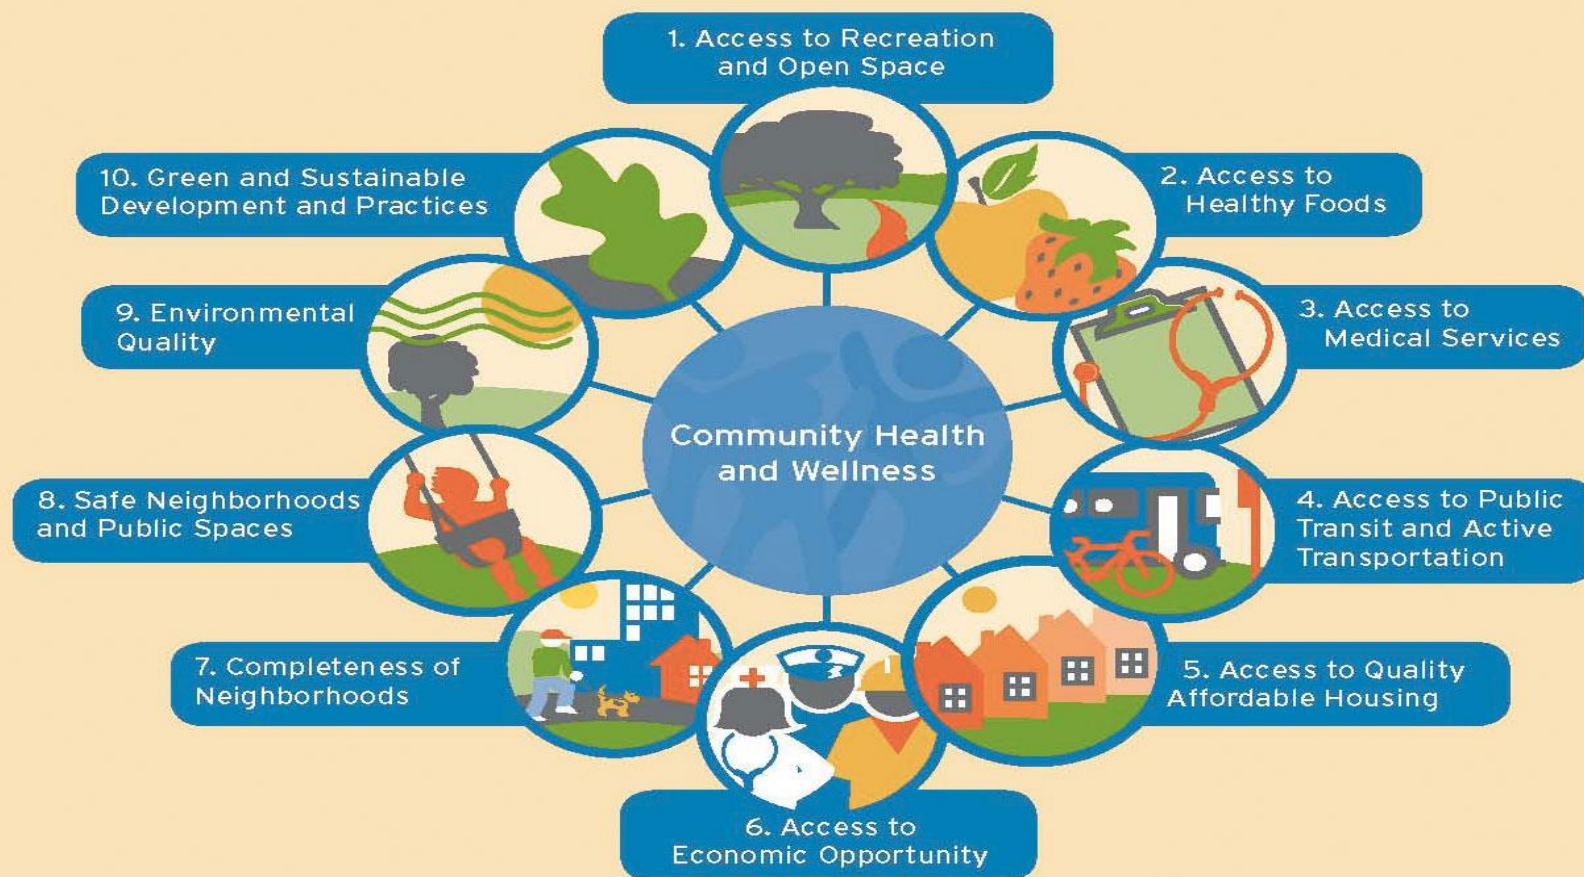 1. Access to Recreation
and Open Space
2. Access to
Healthy Foods
3. Access to
Medical Services
4. Access to Public
Transit and Active
Transportation
5. Access to Quality
Affordable Housing
6. Access to
Economic Opportunity
7. Completeness of
Neighborhoods
8. Safe Neighborhoods
and Public Spaces
9. Environmental
Quality
10. Green and Sustainable
Development and Practices
Community Health
and Wellness